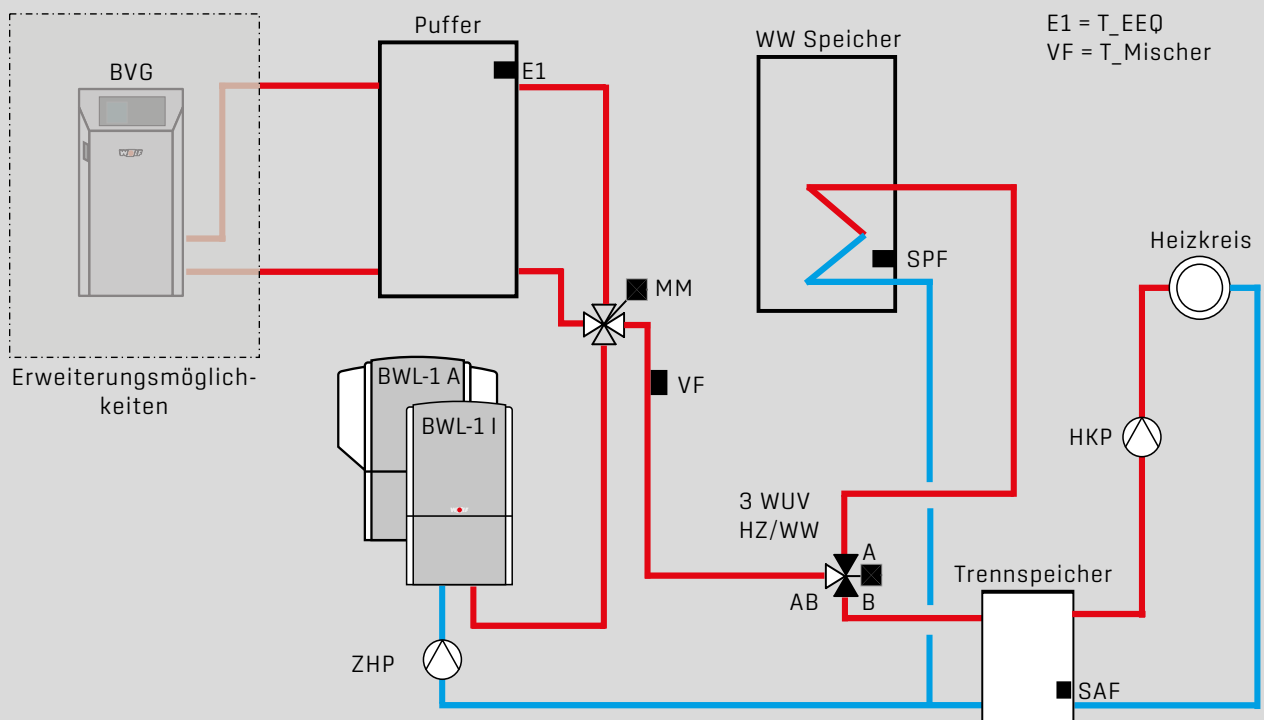 Puffer
E1 = T_EEQ
VF = T_Mischer
WW Speicher
BVG
E1
WOLF
SPF
Heizkreis
MM
Erweiterungsmöglich-
keiten
BWL-1 A
VF
BWL-1 I
HKP
3 WUV
HZ/WW
A
Trennspeicher
AB
B
ZHP
SAF